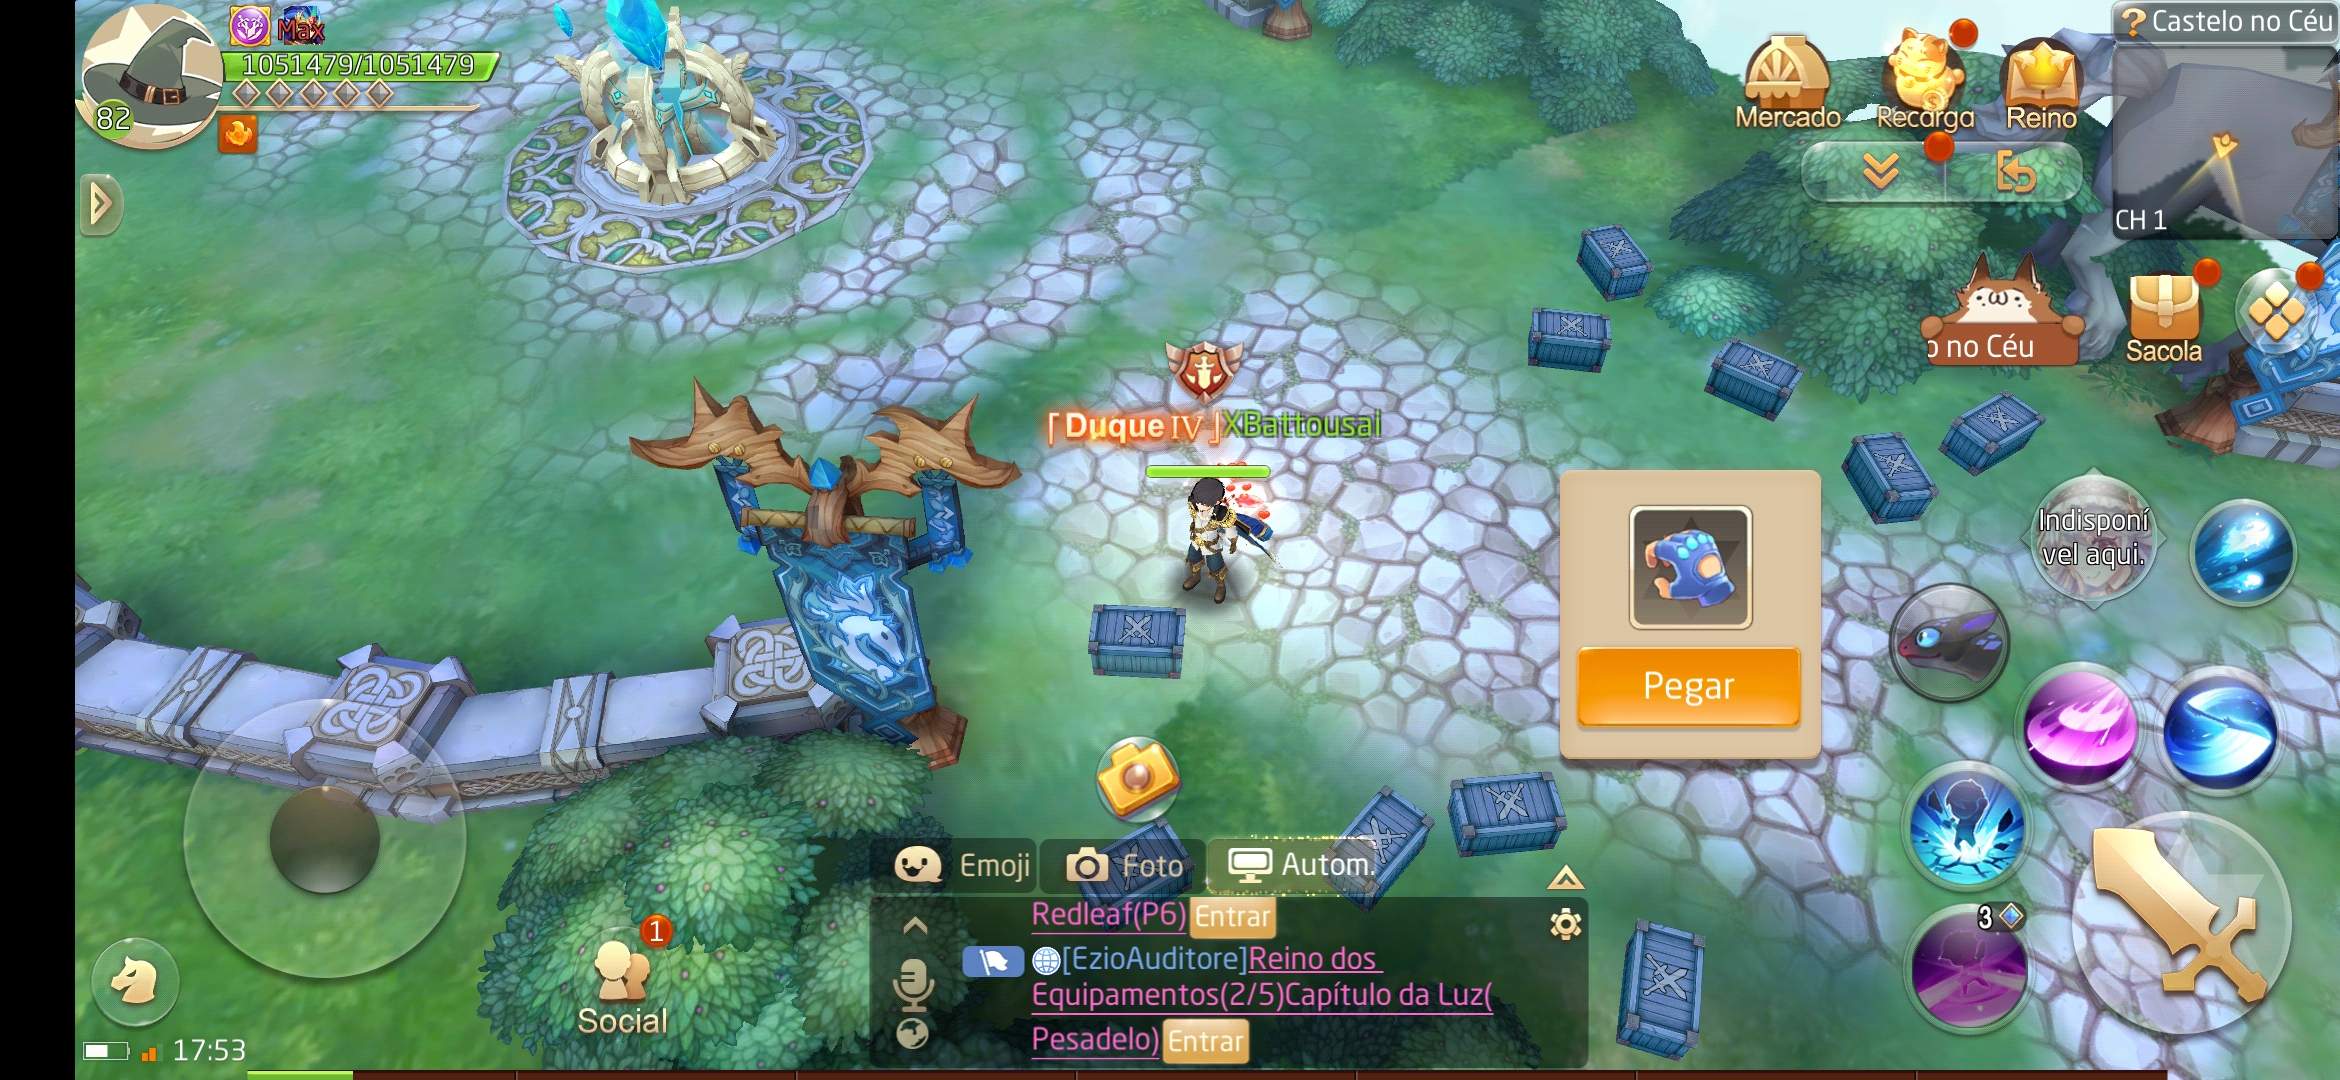 Max
1051479/1051479
82
Mercado
Recarga
Reino
Castelo no Céu
CH 1
o no Céu
Sacola
「Duque IV」XBattousai
Indisponí
vel aqui.
Pegar
3
Emoji
Foto
Autom.
Redleaf(P6) Entrar
[EzioAuditore]Reino dos
Equipamentos(2/5)Capítulo da Luz(
Pesadelo) Entrar
1
Social
17:53